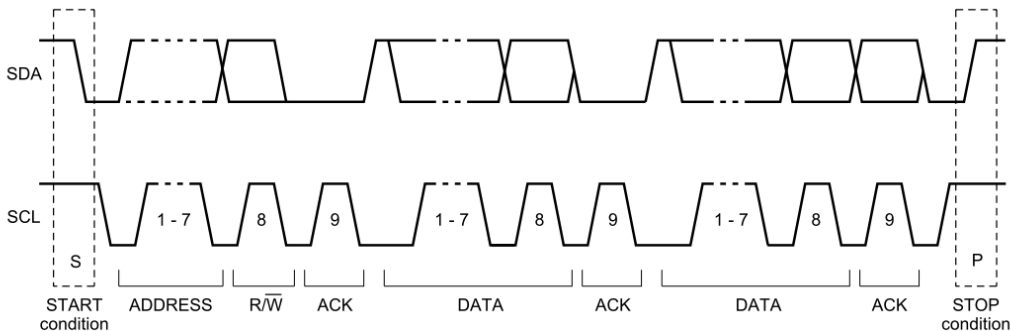 SDA
SCL
1 - 7
8
9
1 - 7
8
9
1 - 7
8
9
S
P
START
condition
ADDRESS
R/W̅
ACK
DATA
ACK
DATA
ACK
STOP
condition